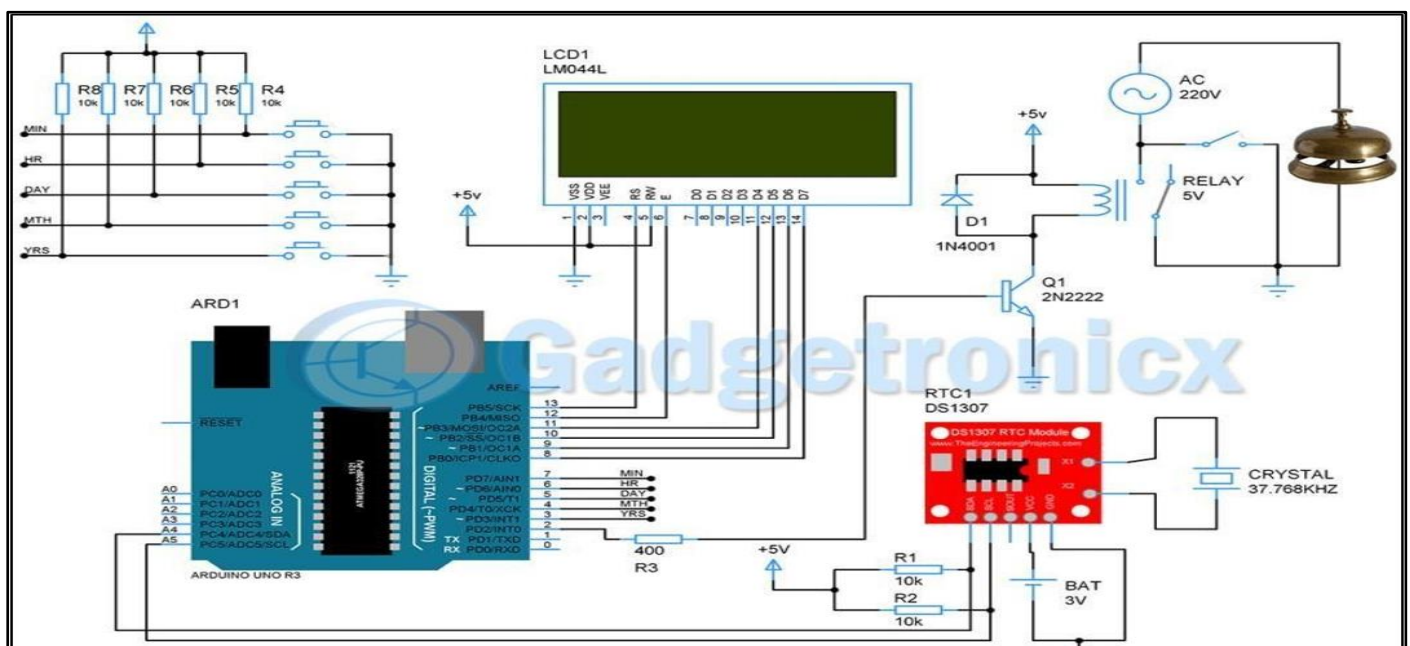 LCD1
LM044L
R8 10k
R7 10k
R6 10k
R5 10k
R4 10k
MIN
HR
DAY
MTH
YRS
+5v
VSS VDD VEE RS RW E D0 D1 D2 D3 D4 D5 D6 D7
1 2 3 4 5 6 7 8 9 10 11 12 13 14
AC
220V
+5v
RELAY
5V
D1
1N4001
Q1
2N2222
Gadgetronicx
ARD1
RESET
AREF
PB5/SCK 13
PB4/MISO 12
~PB3/MOSI/OC2A 11
~ PB2/SS/OC1B 10
~ PB1/OC1A 9
PB0/ICP1/CLKO 8
PD7/AIN1 7 MIN
~ PD6/AIN0 6 HR
~ PD5/T1 5 DAY
PD4/T0/XCK 4 MTH
~ PD3/INT1 3 YRS
PD2/INT0 2
TX PD1/TXD 1
RX PD0/RXD 0
DIGITAL (~PWM)
ANALOG IN
1121
ATMEGA328P-PU
A0 PC0/ADC0
A1 PC1/ADC1
A2 PC2/ADC2
A3 PC3/ADC3
A4 PC4/ADC4/SDA
A5 PC5/ADC5/SCL
ARDUINO UNO R3
400
R3
RTC1
DS1307
DS1307 RTC Module
www.TheEngineeringProjects.com
X1
X2
SDA SCL SOUT VCC GND
CRYSTAL
37.768KHZ
+5V
R1
10k
R2
10k
BAT
3V